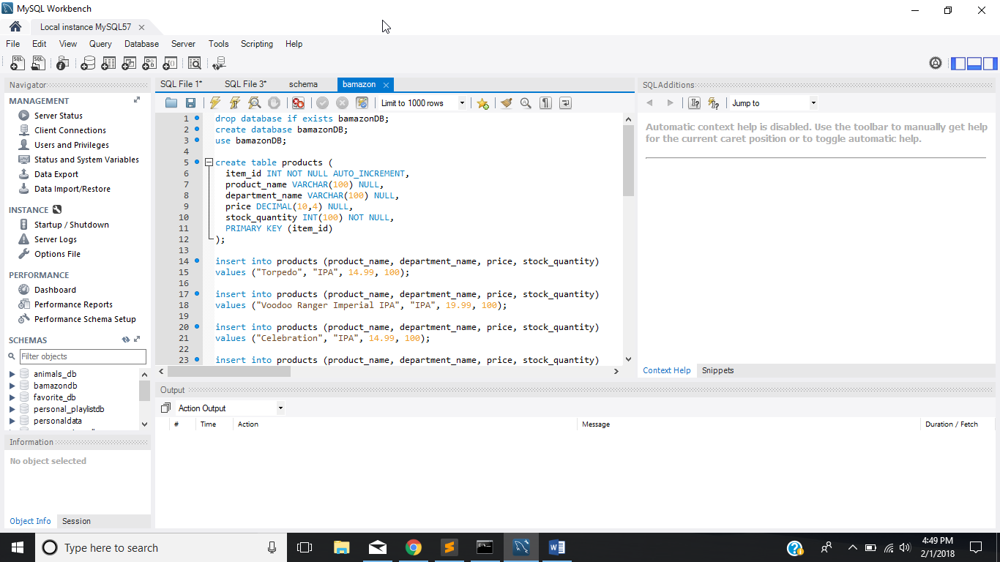 MySQL Workbench
Local instance MySQL57
File Edit View Query Database Server Tools Scripting Help
Navigator
MANAGEMENT
Server Status
Client Connections
Users and Privileges
Status and System Variables
Data Export
Data Import/Restore
INSTANCE
Startup / Shutdown
Server Logs
Options File
PERFORMANCE
Dashboard
Performance Reports
Performance Schema Setup
SCHEMAS
Filter objects
animals_db
bamazondb
favorite_db
personal_playlistdb
personaldata
Information
No object selected
Object Info Session
SQL File 1* SQL File 3* schema bamazon
Limit to 1000 rows
1 drop database if exists bamazonDB;
2 create database bamazonDB;
3 use bamazonDB;
4
5 create table products (
6 item_id INT NOT NULL AUTO_INCREMENT,
7 product_name VARCHAR(100) NULL,
8 department_name VARCHAR(100) NULL,
9 price DECIMAL(10,4) NULL,
10 stock_quantity INT(100) NOT NULL,
11 PRIMARY KEY (item_id)
12 );
13
14 insert into products (product_name, department_name, price, stock_quantity)
15 values ("Torpedo", "IPA", 14.99, 100);
16
17 insert into products (product_name, department_name, price, stock_quantity)
18 values ("Voodoo Ranger Imperial IPA", "IPA", 19.99, 100);
19
20 insert into products (product_name, department_name, price, stock_quantity)
21 values ("Celebration", "IPA", 14.99, 100);
22
23 insert into products (product_name, department_name, price, stock_quantity)
SQLAdditions
Jump to
Automatic context help is disabled. Use the toolbar to manually get help
for the current caret position or to toggle automatic help.
Context Help Snippets
Output
Action Output
# Time Action Message Duration / Fetch
Type here to search
4:49 PM
2/1/2018